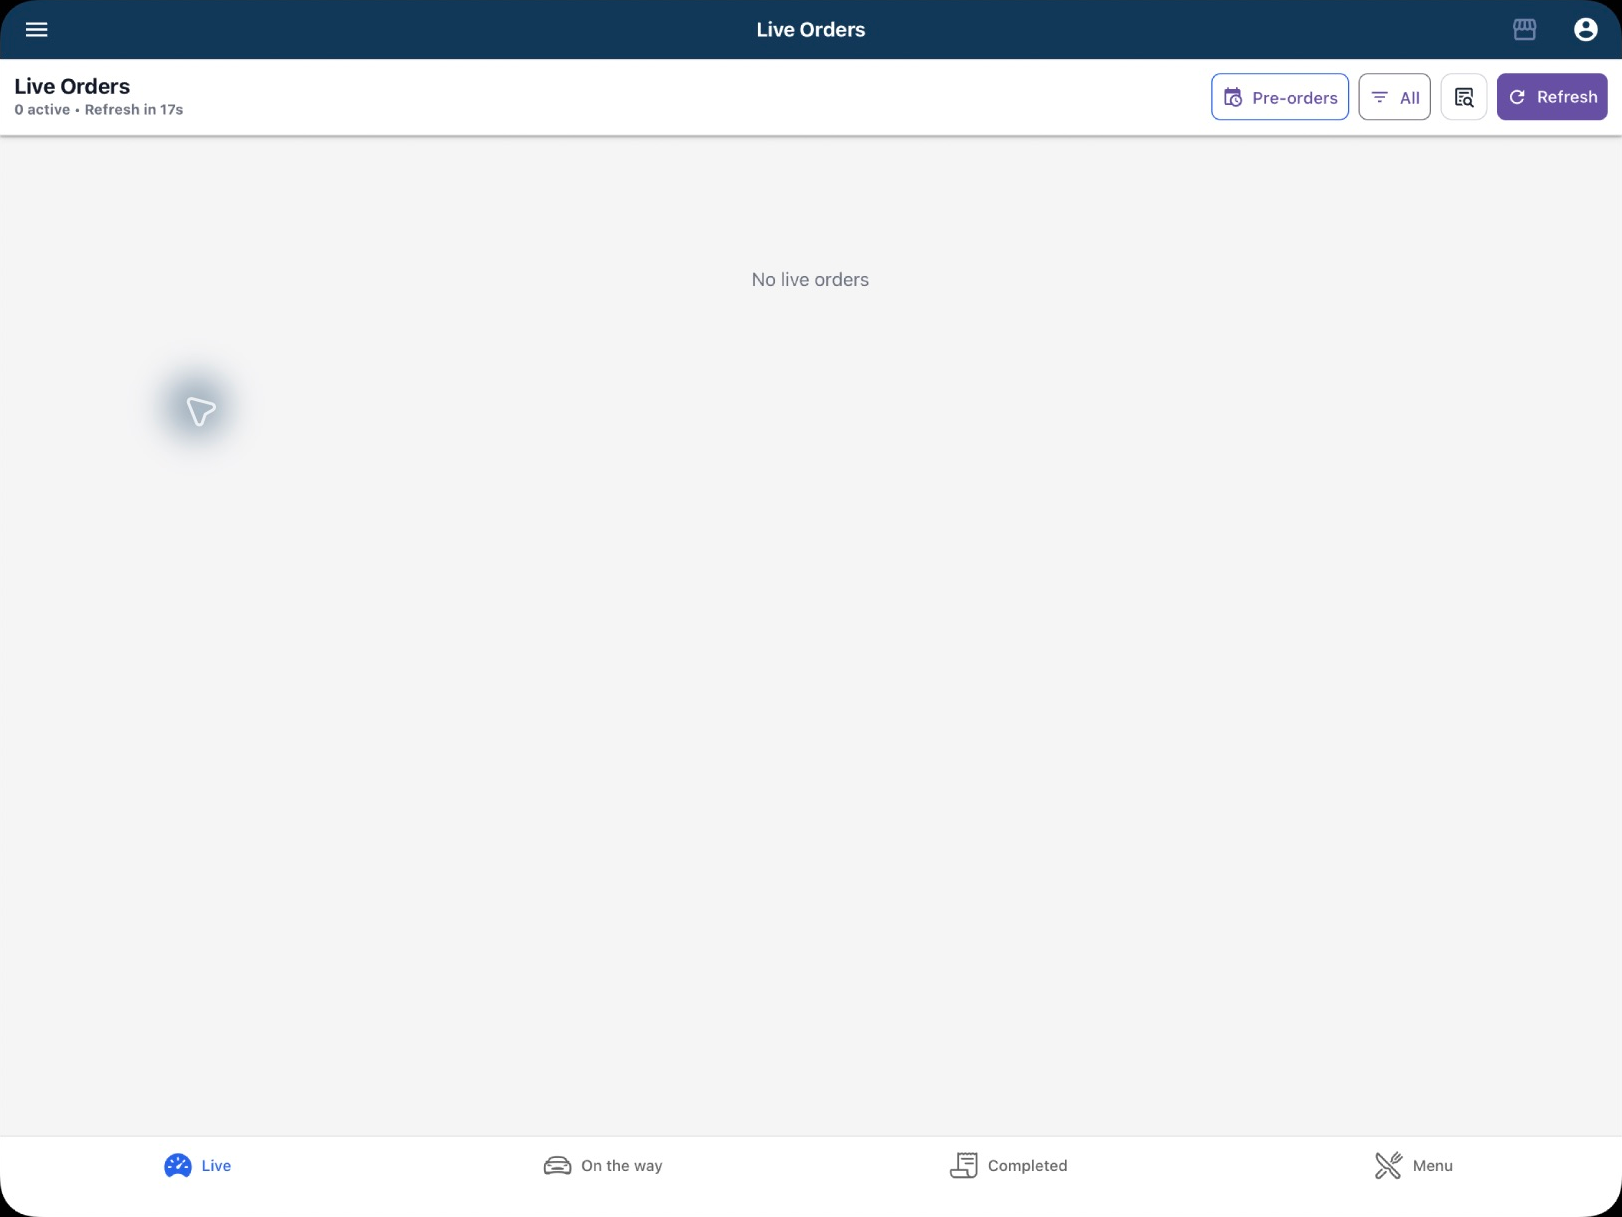 Live Orders
Live Orders
0 active • Refresh in 17s
Pre-orders
All
Refresh
No live orders
Live
On the way
Completed
Menu